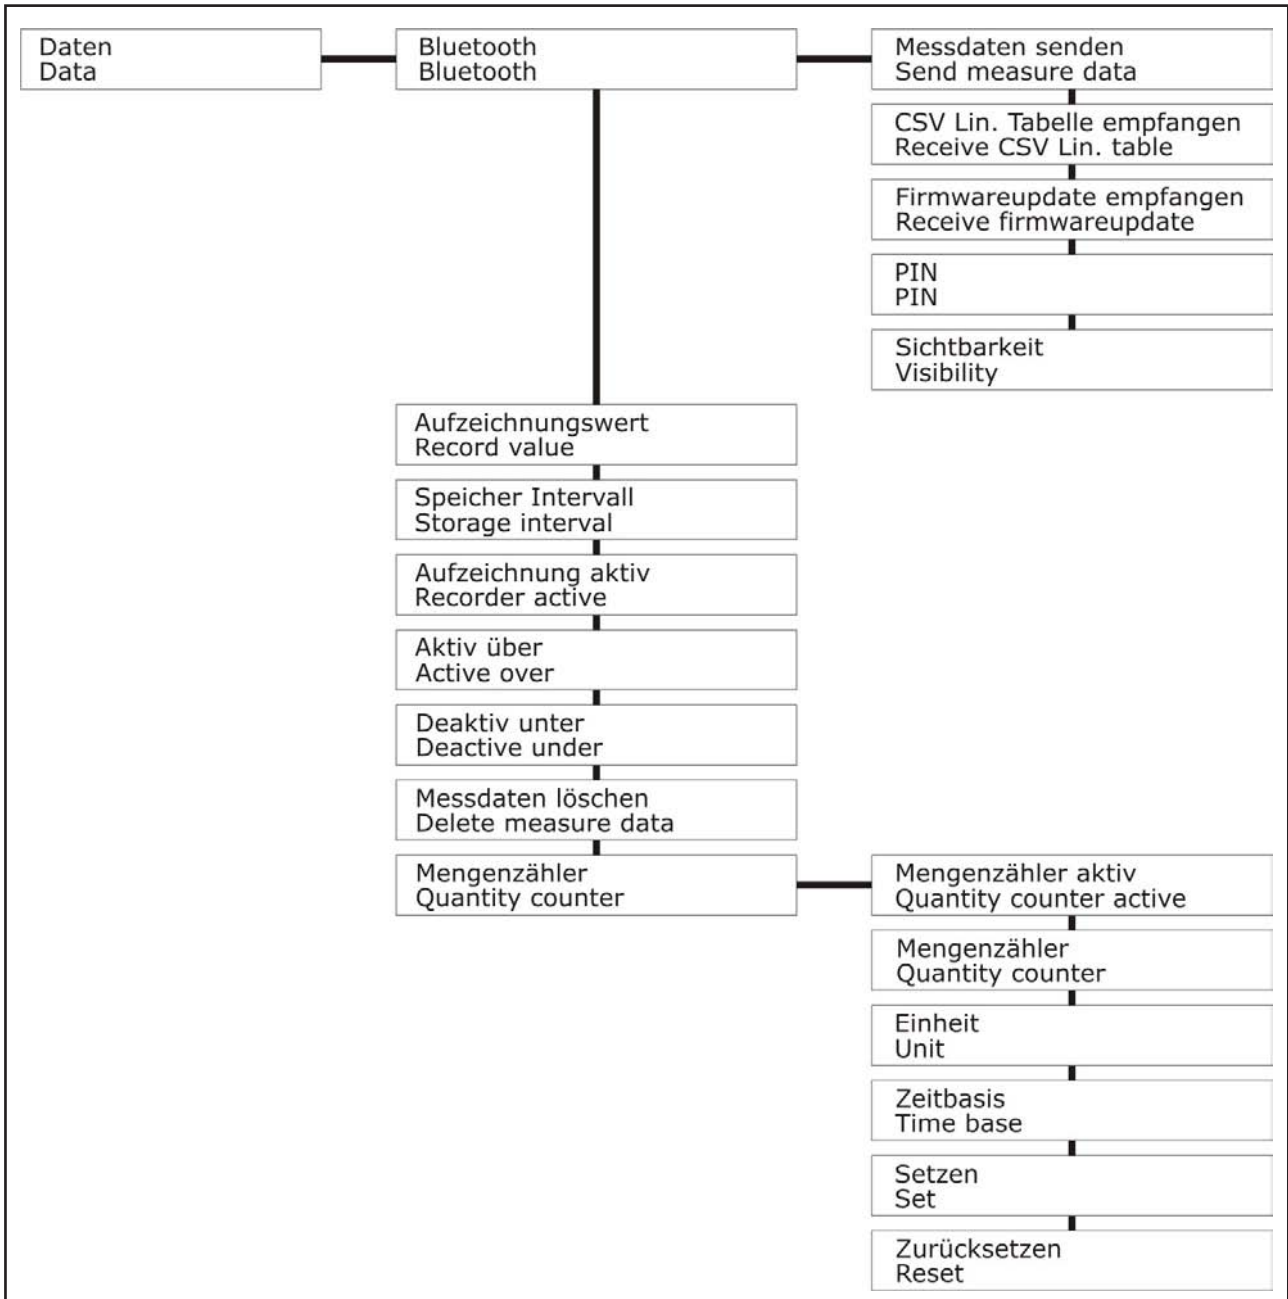 Daten
Data
Bluetooth
Bluetooth
Messdaten senden
Send measure data
CSV Lin. Tabelle empfangen
Receive CSV Lin. table
Firmwareupdate empfangen
Receive firmwareupdate
PIN
PIN
Sichtbarkeit
Visibility
Aufzeichnungswert
Record value
Speicher Intervall
Storage interval
Aufzeichnung aktiv
Recorder active
Aktiv über
Active over
Deaktiv unter
Deactive under
Messdaten löschen
Delete measure data
Mengenzähler
Quantity counter
Mengenzähler aktiv
Quantity counter active
Mengenzähler
Quantity counter
Einheit
Unit
Zeitbasis
Time base
Setzen
Set
Zurücksetzen
Reset